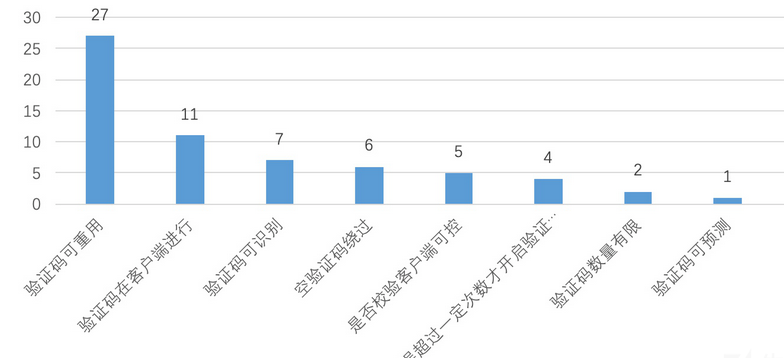 30
25
20
15
10
5
0
27
11
7
6
5
4
2
1
验证码可重用
验证码在客户端进行
验证码可识别
空验证码绕过
是否校验客户端可控
超过一定次数才开启验证…
验证码数量有限
验证码可预测